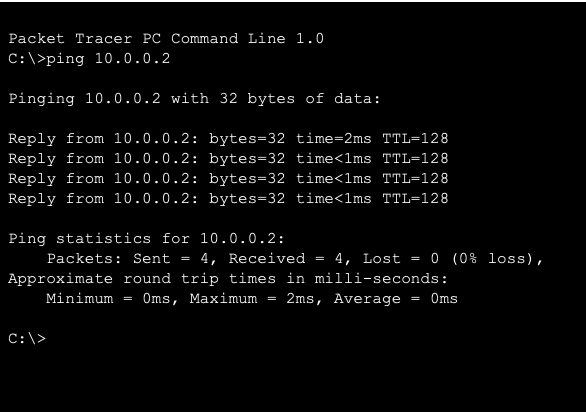 Packet Tracer PC Command Line 1.0
C:\>ping 10.0.0.2
Pinging 10.0.0.2 with 32 bytes of data:
Reply from 10.0.0.2: bytes=32 time=2ms TTL=128
Reply from 10.0.0.2: bytes=32 time<1ms TTL=128
Reply from 10.0.0.2: bytes=32 time<1ms TTL=128
Reply from 10.0.0.2: bytes=32 time<1ms TTL=128
Ping statistics for 10.0.0.2:
    Packets: Sent = 4, Received = 4, Lost = 0 (0% loss),
Approximate round trip times in milli-seconds:
    Minimum = 0ms, Maximum = 2ms, Average = 0ms
C:\>